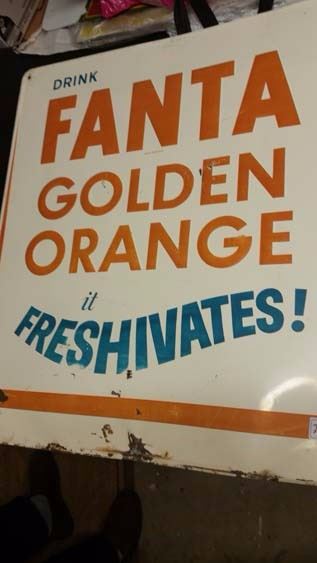 DRINK
FANTA
GOLDEN
ORANGE
it
FRESHIVATES!